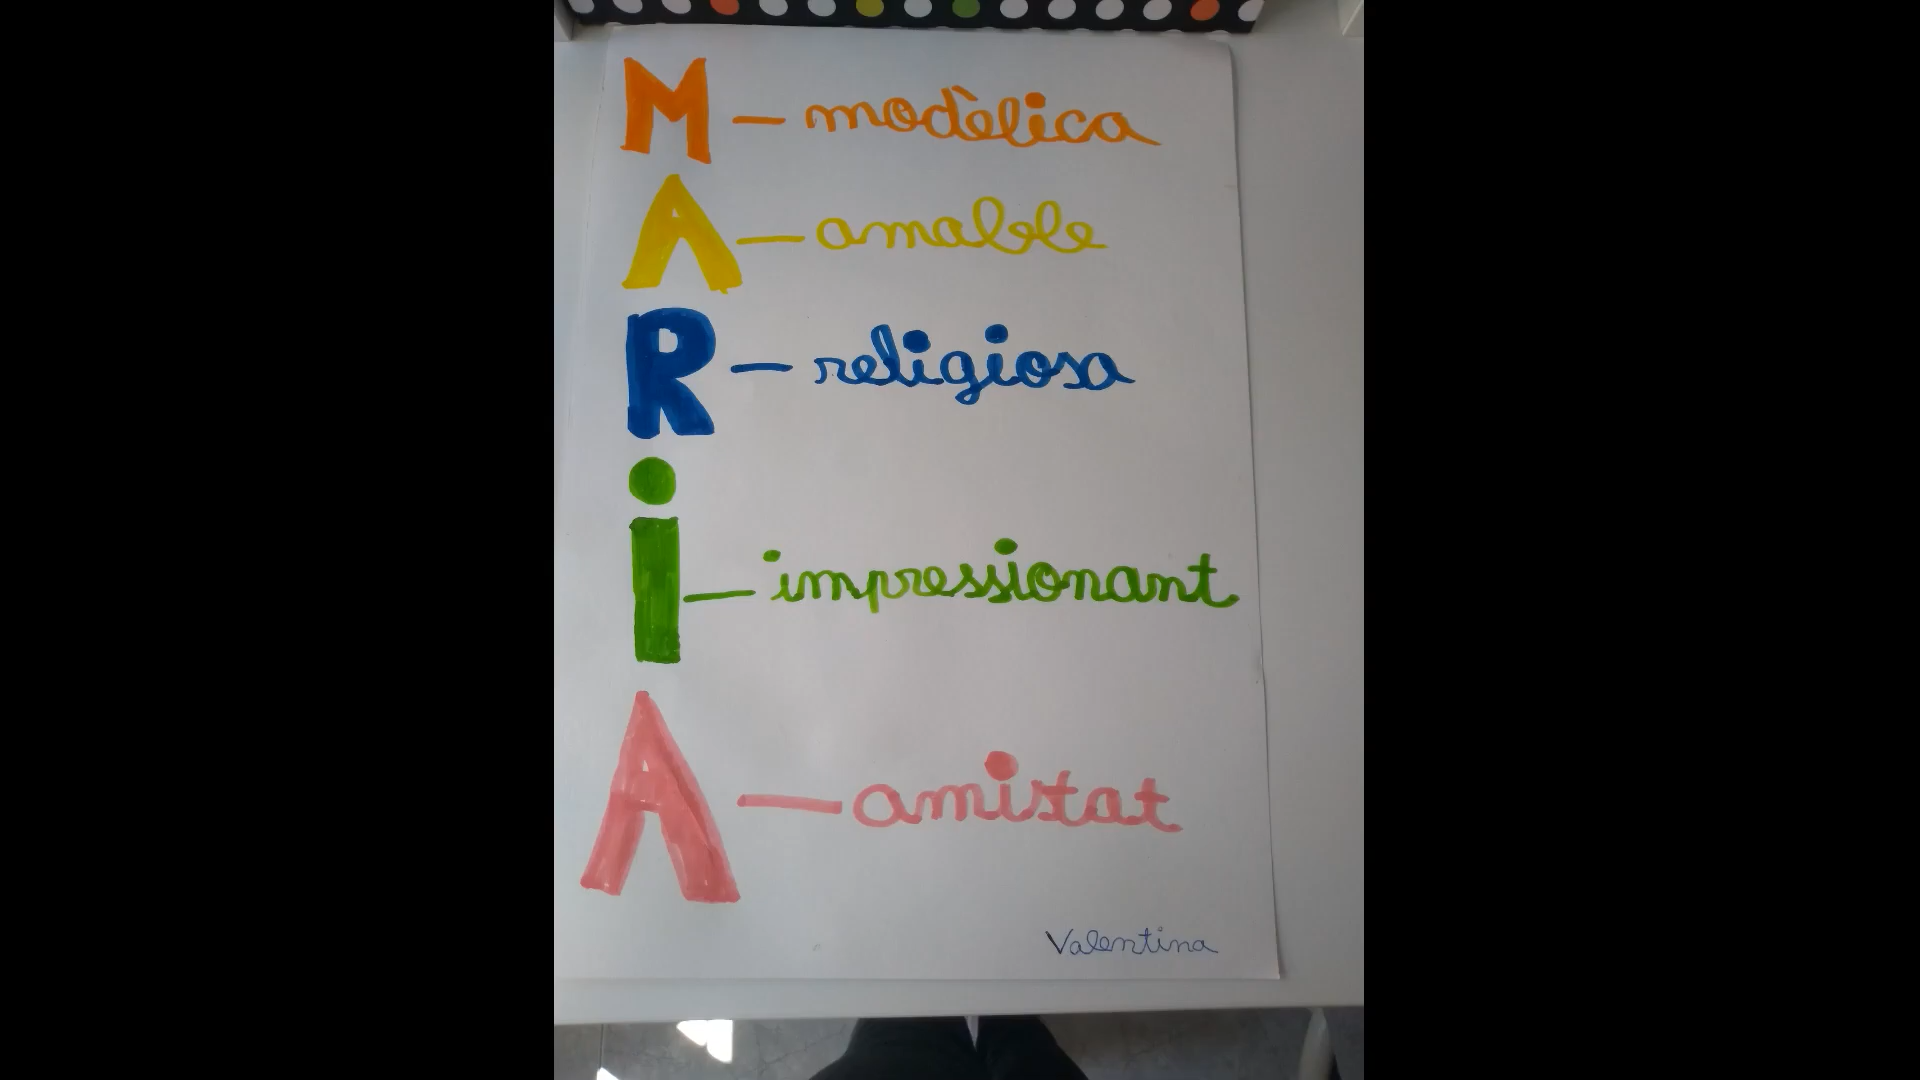 M - modèlica
A - amable
R - religiosa
i - impressionant
A - amistat
Valentina